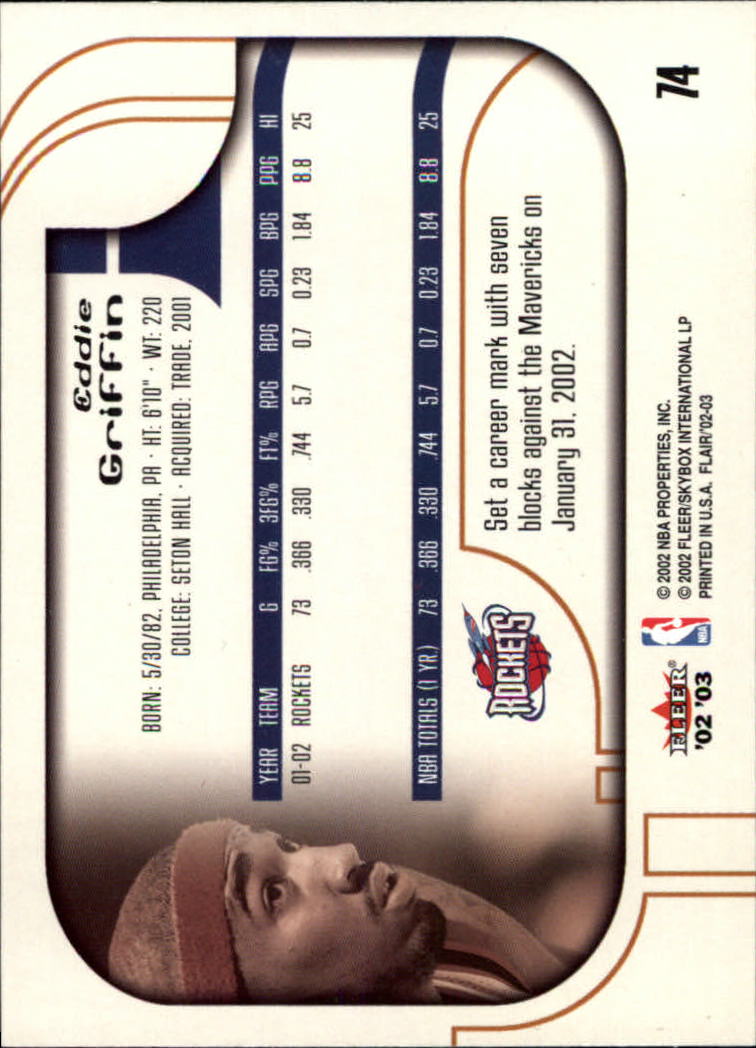 74
Eddie
Griffin
BORN: 5/30/82, PHILADELPHIA, PA · HT: 6'10" · WT: 220
COLLEGE: SETON HALL · ACQUIRED: TRADE, 2001
YEAR TEAM G FG% 3FG% FT% RPG APG SPG BPG PPG HI
01-02 ROCKETS 73 .366 .330 .744 5.7 0.7 0.23 1.84 8.8 25
NBA TOTALS (1 YR.) 73 .366 .330 .744 5.7 0.7 0.23 1.84 8.8 25
ROCKETS
Set a career mark with seven
blocks against the Mavericks on
January 31, 2002.
FLEER®
'02 '03
NBA
© 2002 NBA PROPERTIES, INC.
© 2002 FLEER/SKYBOX INTERNATIONAL LP
PRINTED IN U.S.A. FLAIR/'02-03